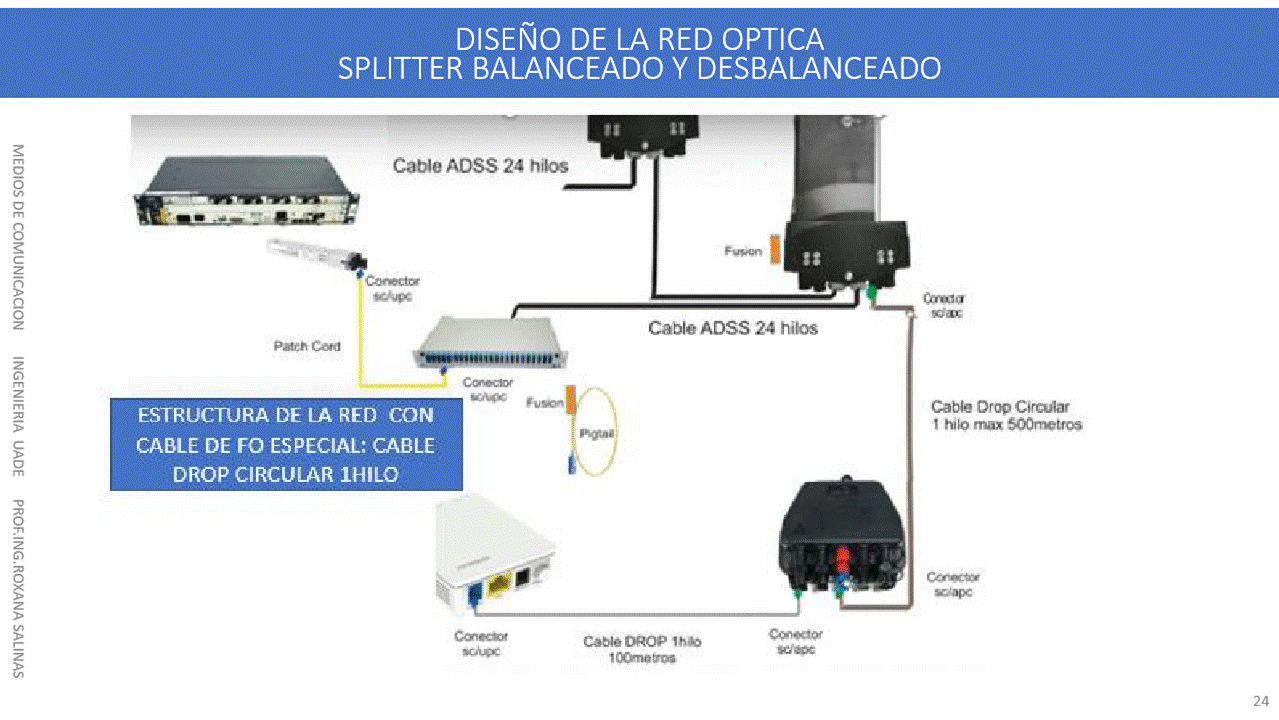 DISEÑO DE LA RED OPTICA
SPLITTER BALANCEADO Y DESBALANCEADO
MEDIOS DE COMUNICACION INGENIERIA UADE PROF.ING.ROXANA SALINAS
Cable ADSS 24 hilos
Fusion
Conector
sc/upc
Conector
sc/apc
Cable ADSS 24 hilos
Patch Cord
Conector
sc/upc
Fusion
Pigtail
Cable Drop Circular
1 hilo max 500metros
ESTRUCTURA DE LA RED CON
CABLE DE FO ESPECIAL: CABLE
DROP CIRCULAR 1HILO
Conector
sc/apc
Conector
sc/upc
Cable DROP 1hilo
100metros
Conector
sc/apc
24